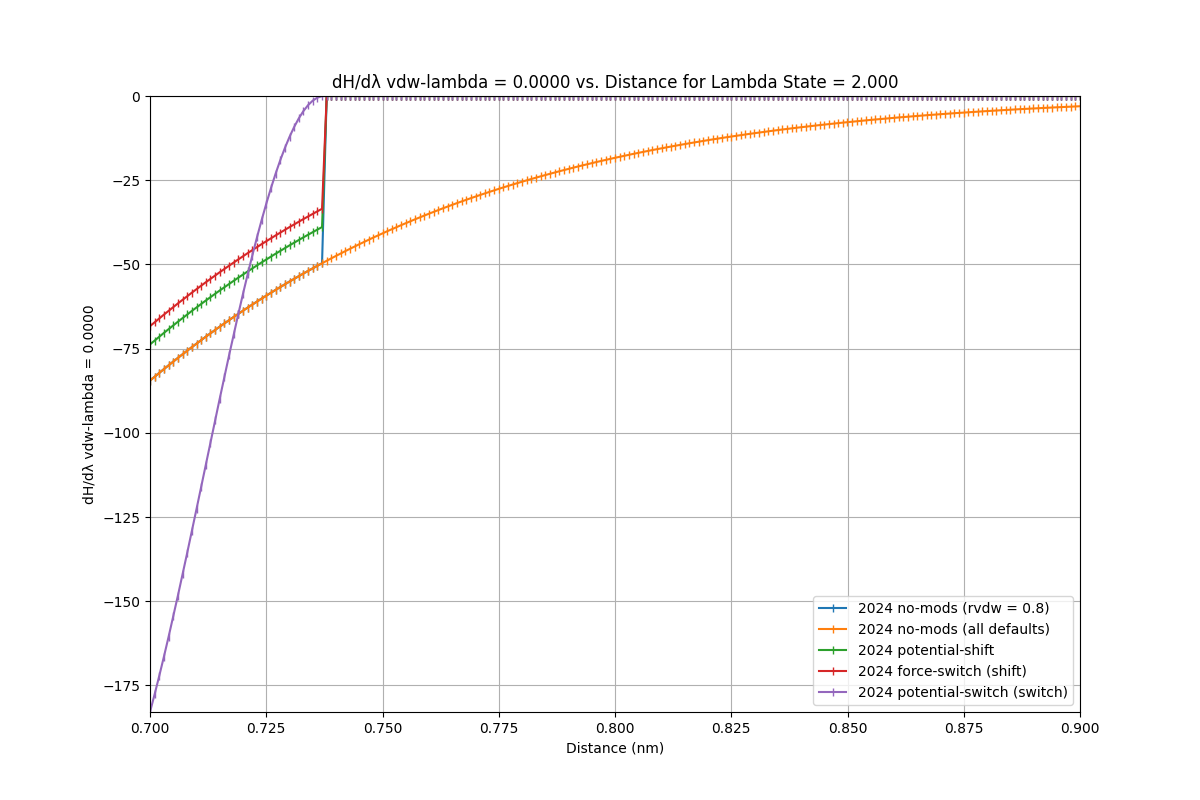 dH/dλ vdw-lambda = 0.0000 vs. Distance for Lambda State = 2.000
dH/dλ vdw-lambda = 0.0000
0
−25
−50
−75
−100
−125
−150
−175
0.700
0.725
0.750
0.775
0.800
0.825
0.850
0.875
0.900
Distance (nm)
2024 no-mods (rvdw = 0.8)
2024 no-mods (all defaults)
2024 potential-shift
2024 force-switch (shift)
2024 potential-switch (switch)